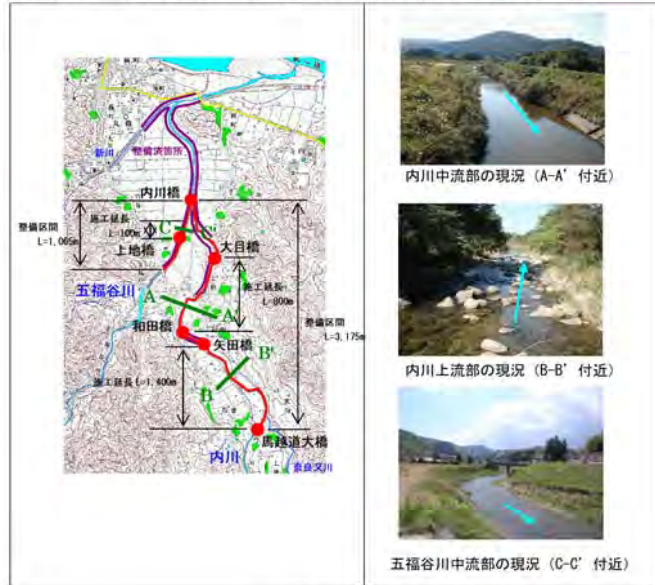 新川
整備済箇所
内川橋
整備区間
L=1,005m
施工延長
L=100m
C
C'
上地橋
大目橋
五福谷川
施工延長
L=800m
A
A'
整備区間
L=3,175m
和田橋
矢田橋
B'
施工延長 L=1,400m
B
馬越道大橋
内川
奈良又川
内川中流部の現況（A-A’付近）
内川上流部の現況（B-B’付近）
五福谷川中流部の現況（C-C’付近）